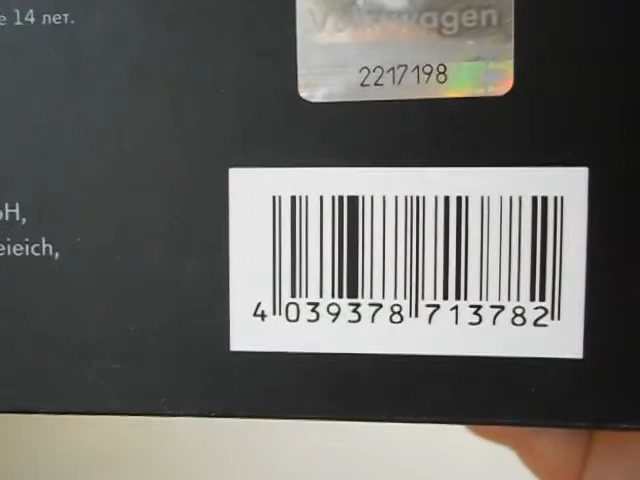 е 14 лет.
Volkswagen
2217198
bH,
eieich,
4 039378 713782